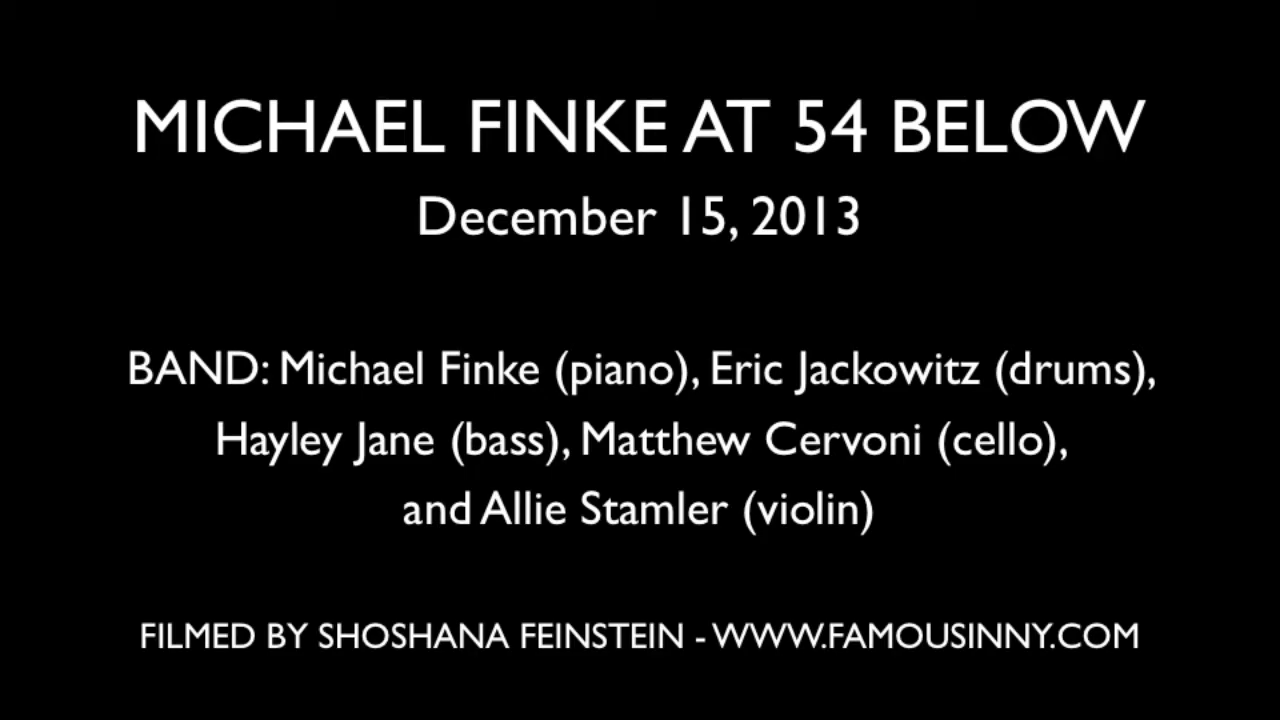 MICHAEL FINKE AT 54 BELOW
December 15, 2013
BAND: Michael Finke (piano), Eric Jackowitz (drums),
Hayley Jane (bass), Matthew Cervoni (cello),
and Allie Stamler (violin)
FILMED BY SHOSHANA FEINSTEIN - WWW.FAMOUSINNY.COM